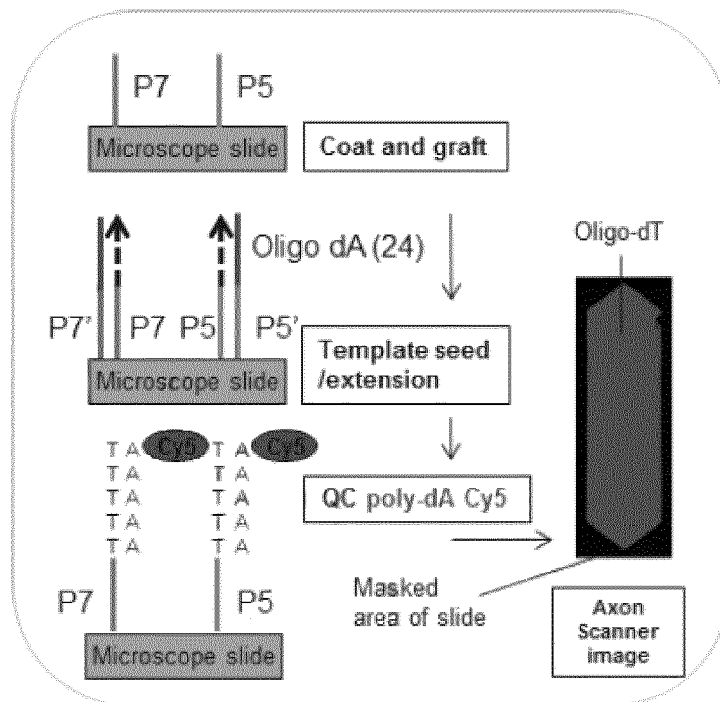 P7 P5
Microscope slide
Coat and graft
Oligo dA (24)
P7' P7 P5 P5'
Microscope slide
Template seed
/extension
Oligo-dT
T A Cy5 T A Cy5
T A T A
T A T A
T A T A
T A T A
QC poly-dA Cy5
P7 P5
Microscope slide
Masked
area of slide
Axon
Scanner
image